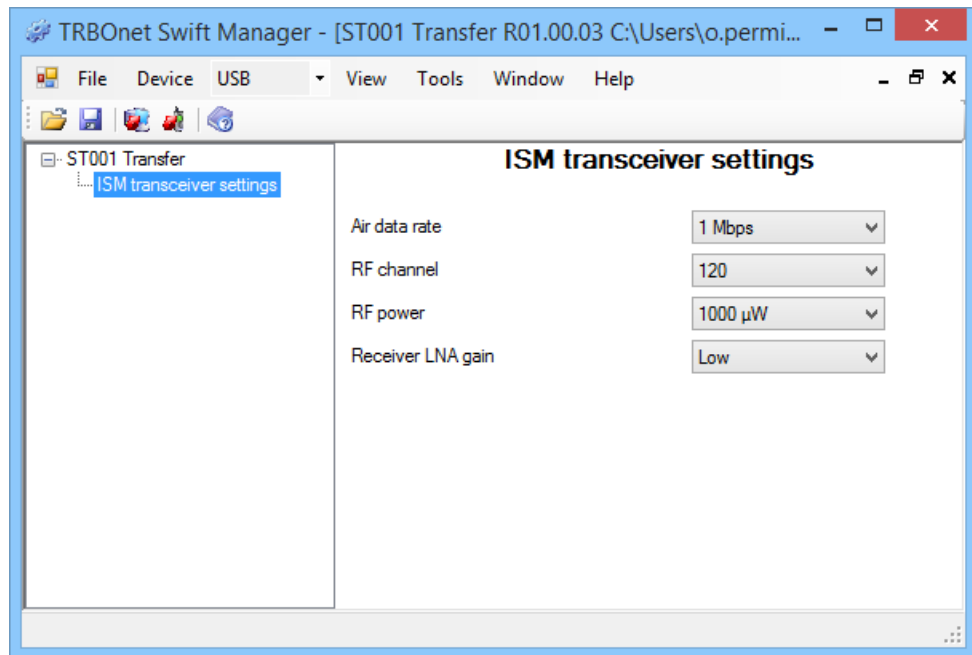 TRBOnet Swift Manager - [ST001 Transfer R01.00.03 C:\Users\o.permi...
File Device USB View Tools Window Help
ST001 Transfer
ISM transceiver settings
ISM transceiver settings
Air data rate 1 Mbps
RF channel 120
RF power 1000 µW
Receiver LNA gain Low